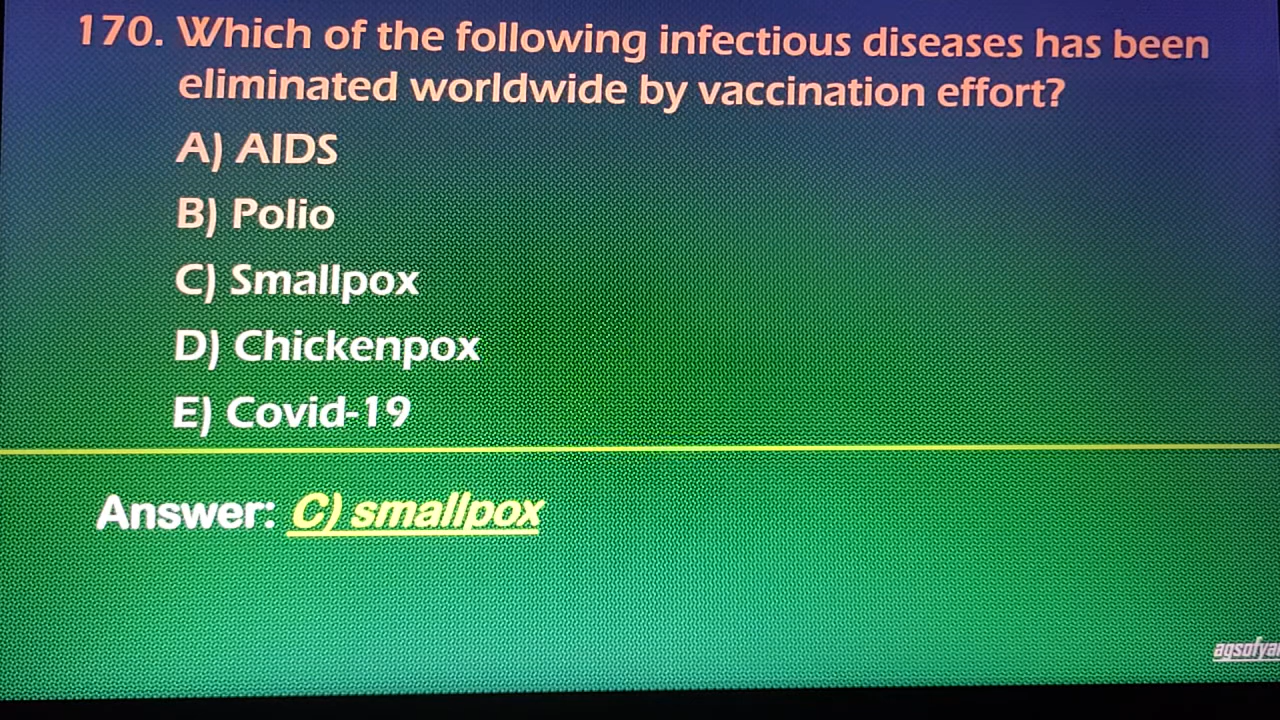 170. Which of the following infectious diseases has been
eliminated worldwide by vaccination effort?
A) AIDS
B) Polio
C) Smallpox
D) Chickenpox
E) Covid-19
Answer: C) smallpox